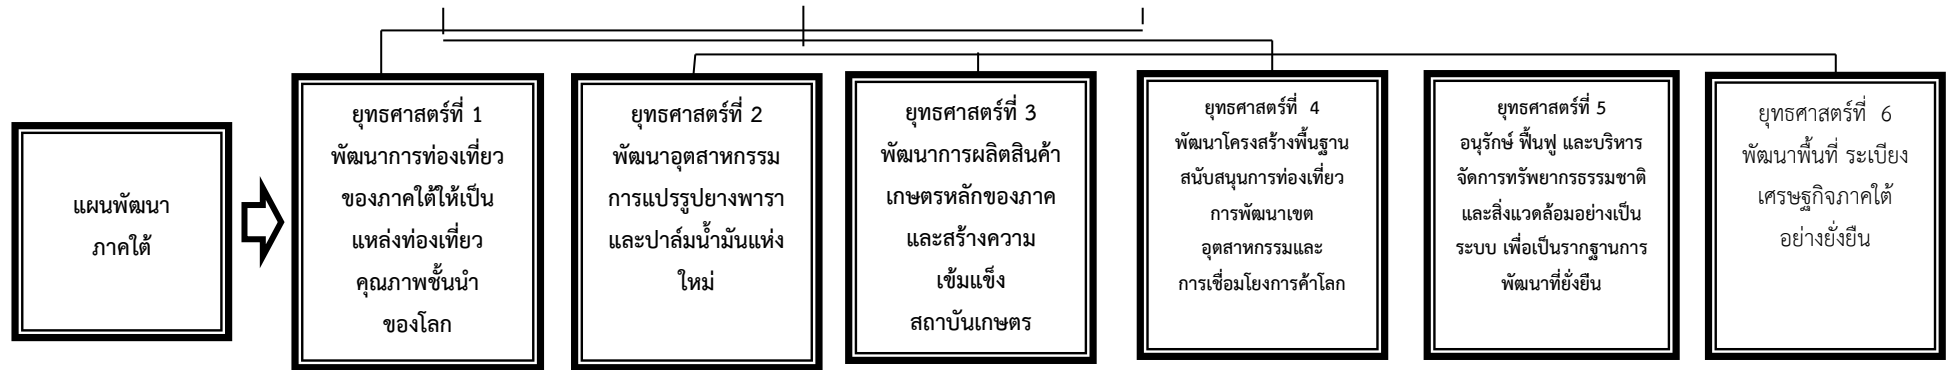 แผนพัฒนา
ภาคใต้
ยุทธศาสตร์ที่ 1
พัฒนาการท่องเที่ยว
ของภาคใต้ให้เป็น
แหล่งท่องเที่ยว
คุณภาพชั้นนำ
ของโลก
ยุทธศาสตร์ที่ 2
พัฒนาอุตสาหกรรม
การแปรรูปยางพารา
และปาล์มน้ำมันแห่ง
ใหม่
ยุทธศาสตร์ที่ 3
พัฒนาการผลิตสินค้า
เกษตรหลักของภาค
และสร้างความ
เข้มแข็ง
สถาบันเกษตร
ยุทธศาสตร์ที่ 4
พัฒนาโครงสร้างพื้นฐาน
สนับสนุนการท่องเที่ยว
การพัฒนาเขต
อุตสาหกรรมและ
การเชื่อมโยงการค้าโลก
ยุทธศาสตร์ที่ 5
อนุรักษ์ ฟื้นฟู และบริหาร
จัดการทรัพยากรธรรมชาติ
และสิ่งแวดล้อมอย่างเป็น
ระบบ เพื่อเป็นรากฐานการ
พัฒนาที่ยั่งยืน
ยุทธศาสตร์ที่ 6
พัฒนาพื้นที่ ระเบียง
เศรษฐกิจภาคใต้
อย่างยั่งยืน